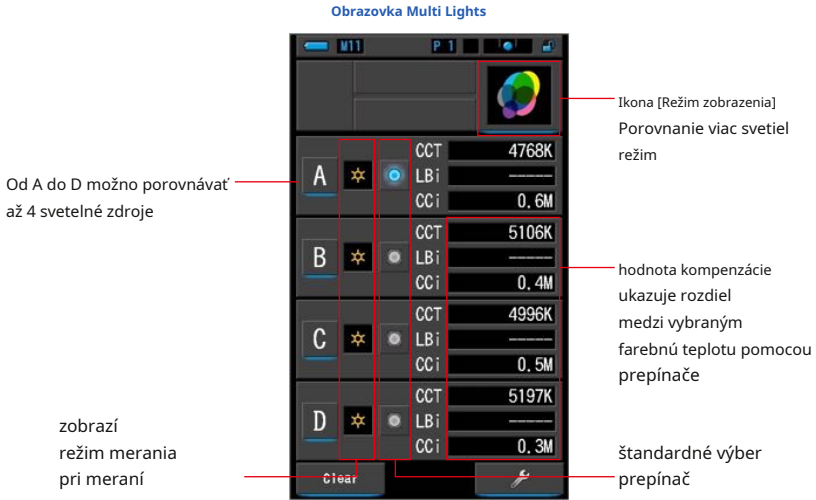 Obrazovka Multi Lights
M11 P 1
Ikona [Režim zobrazenia]
Porovnanie viac svetiel
režim
Od A do D možno porovnávať
až 4 svetelné zdroje
A
CCT 4768K
LBi -----
CCi 0.6M
B
CCT 5106K
LBi -----
CCi 0.4M
C
CCT 4996K
LBi -----
CCi 0.5M
D
CCT 5197K
LBi -----
CCi 0.3M
hodnota kompenzácie
ukazuje rozdiel
medzi vybraným
farebnú teplotu pomocou
prepínače
zobrazí
režim merania
pri meraní
štandardné výber
prepínač
Clear